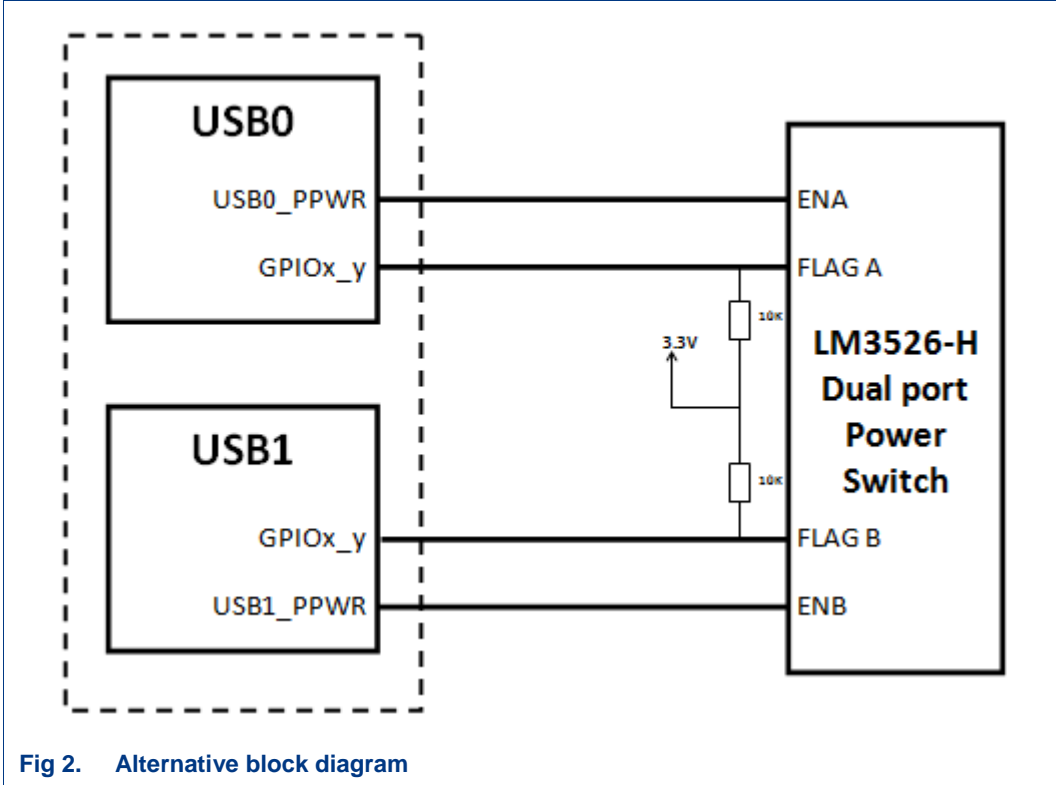 USB0
USB0_PPWR
GPIOx_y
USB1
GPIOx_y
USB1_PPWR
3.3V
10K
10K
ENA
FLAG A
LM3526-H
Dual port
Power
Switch
FLAG B
ENB
Fig 2. Alternative block diagram